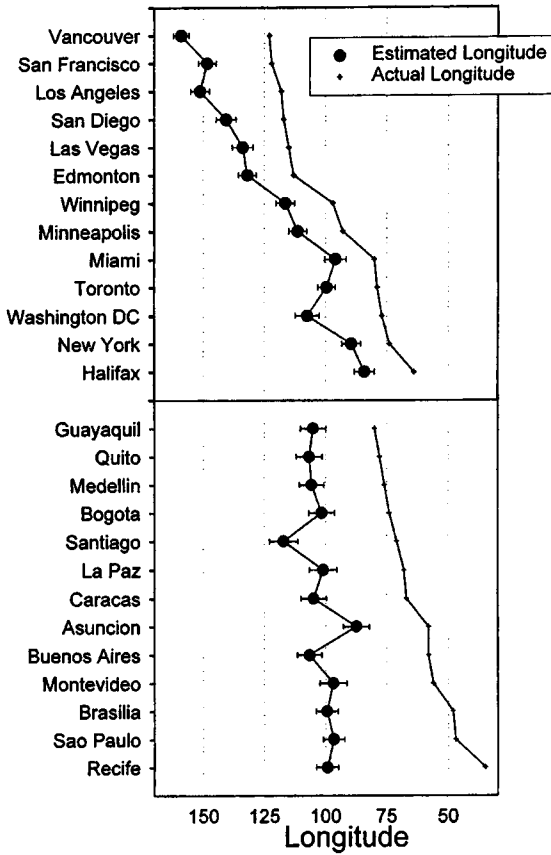 Vancouver
San Francisco
Los Angeles
San Diego
Las Vegas
Edmonton
Winnipeg
Minneapolis
Miami
Toronto
Washington DC
New York
Halifax
Estimated Longitude
Actual Longitude
Guayaquil
Quito
Medellin
Bogota
Santiago
La Paz
Caracas
Asuncion
Buenos Aires
Montevideo
Brasilia
Sao Paulo
Recife
150 125 100 75 50
Longitude